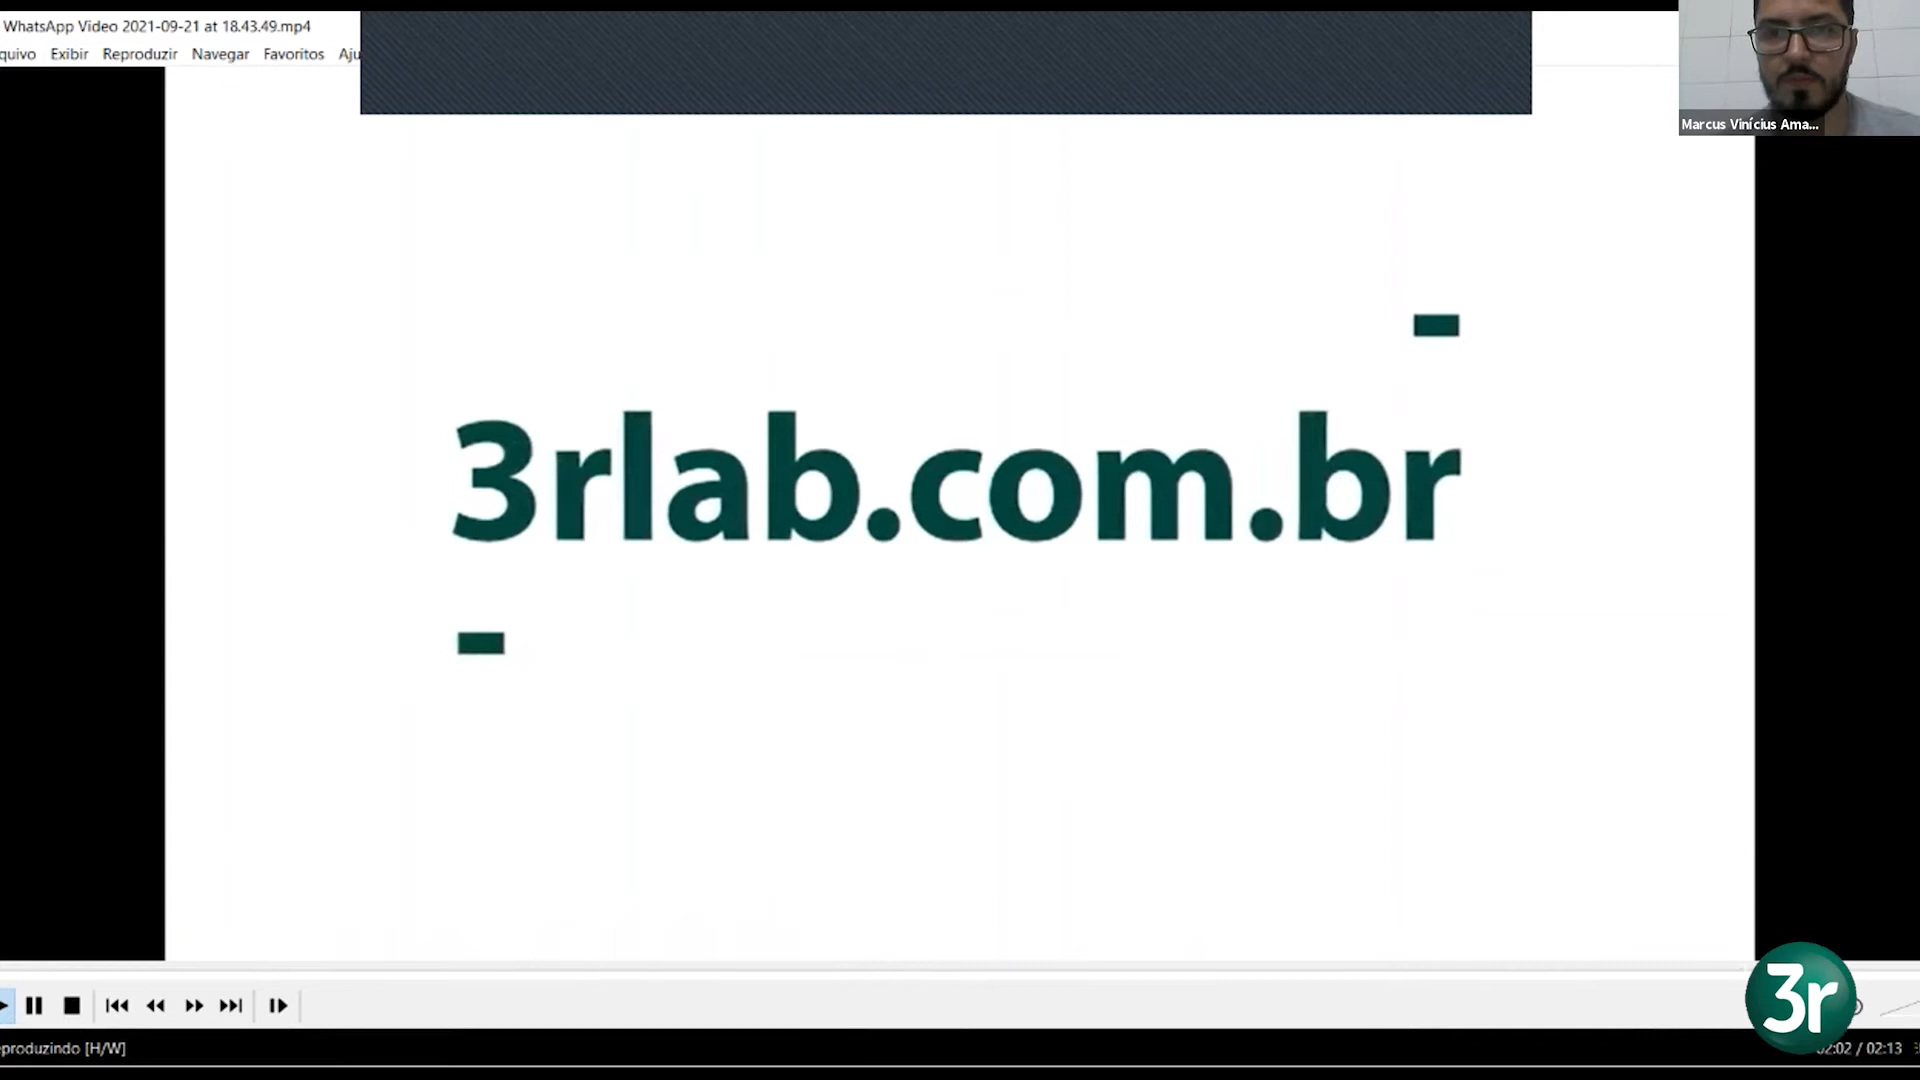 WhatsApp Video 2021-09-21 at 18.43.49.mp4
quivo Exibir Reproduzir Navegar Favoritos Aju
Marcus Vinícius Ama...
-
3rlab.com.br
-
3r
eproduzindo [H/W]
02:02 / 02:13